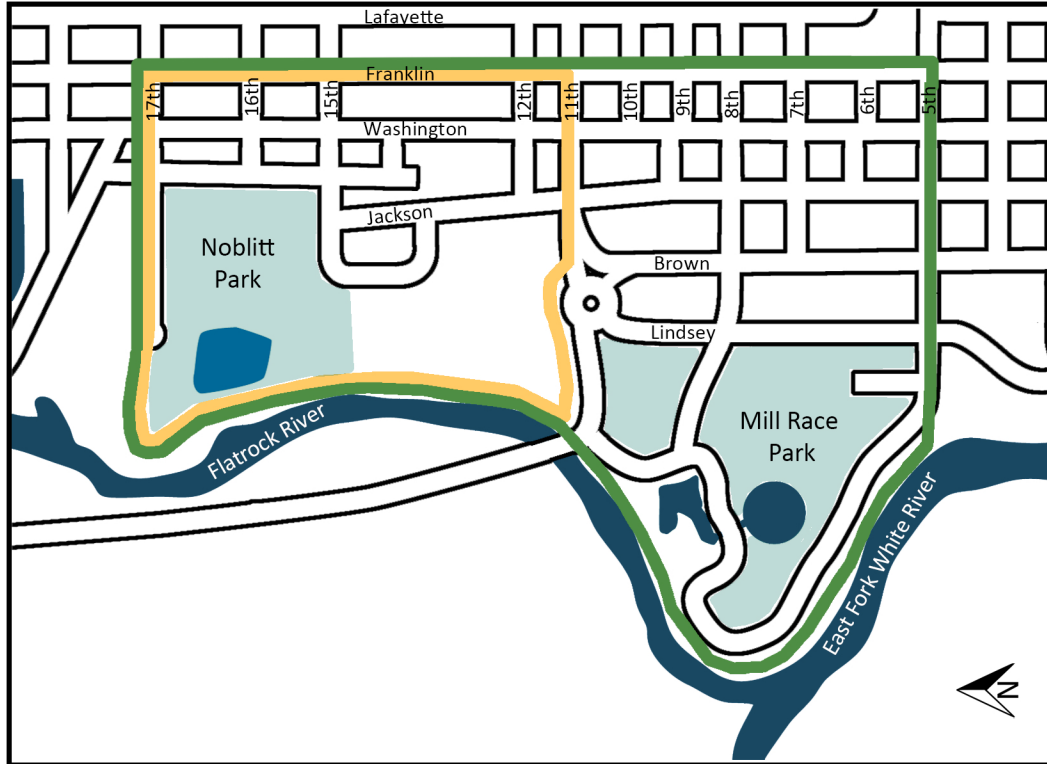 Lafayette
Franklin
17th
16th
15th
12th
11th
10th
9th
8th
7th
6th
5th
Washington
Jackson
Noblitt
Park
Brown
Lindsey
Flatrock River
Mill Race
Park
East Fork White River
N